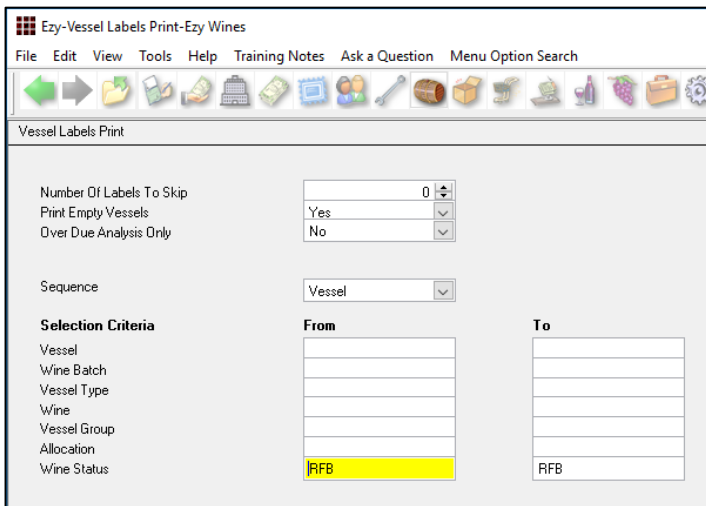 Ezy-Vessel Labels Print-Ezy Wines
File Edit View Tools Help Training Notes Ask a Question Menu Option Search
Vessel Labels Print
Number Of Labels To Skip 0
Print Empty Vessels Yes
Over Due Analysis Only No
Sequence Vessel
Selection Criteria From To
Vessel
Wine Batch
Vessel Type
Wine
Vessel Group
Allocation
Wine Status RFB RFB